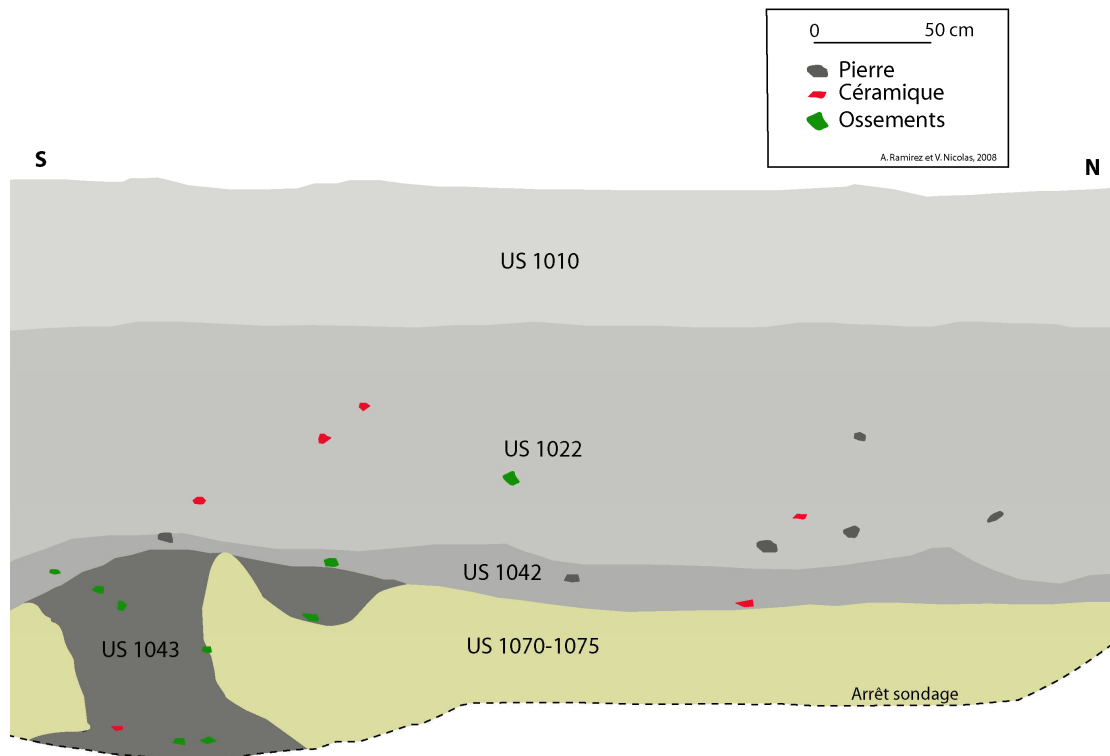 0 50 cm
Pierre
Céramique
Ossements
A. Ramirez et V. Nicolas, 2008
S
N
US 1010
US 1022
US 1042
US 1043
US 1070-1075
Arrêt sondage